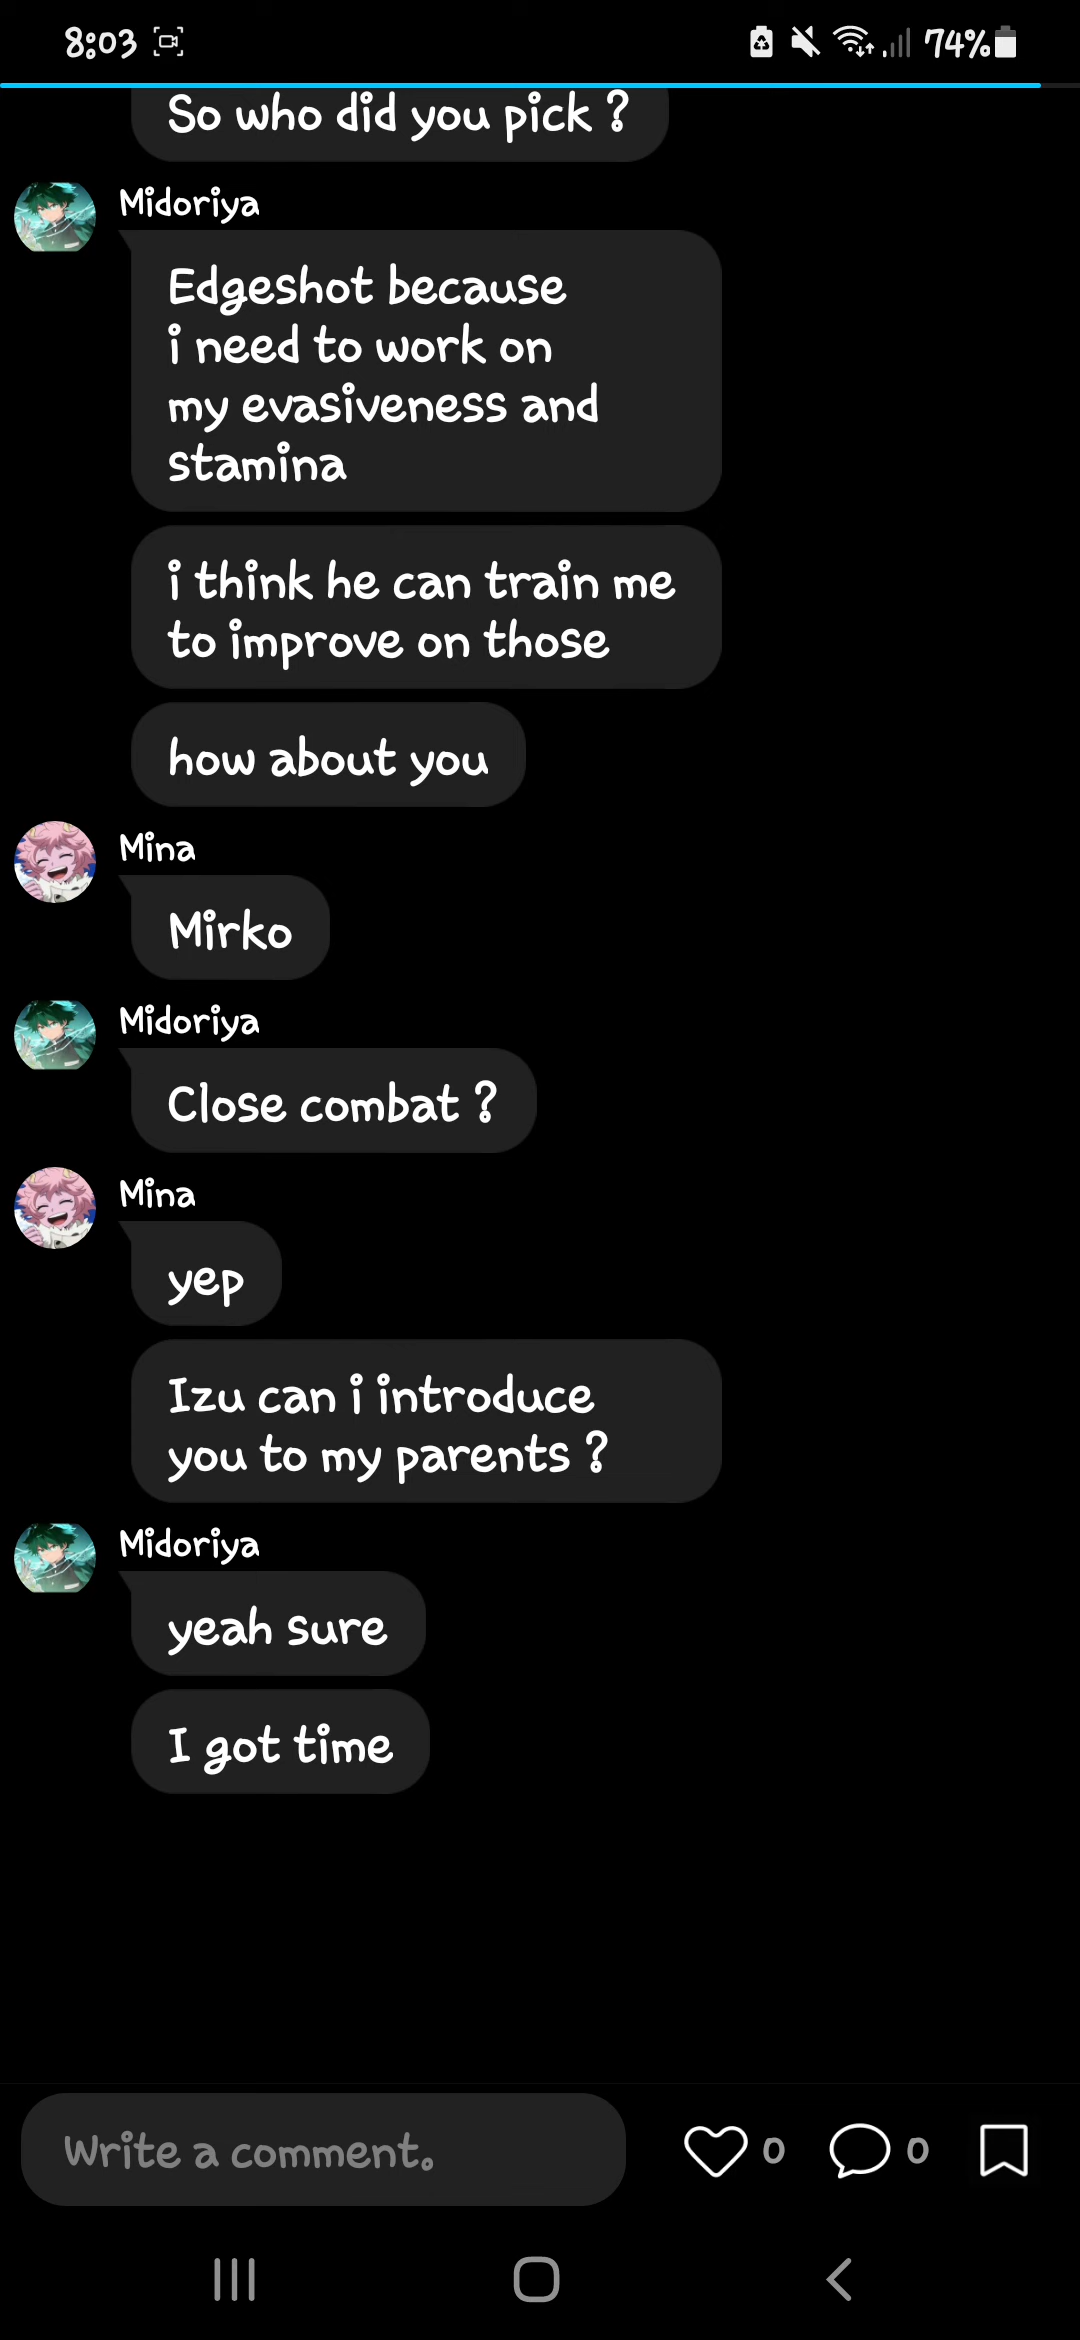 8:03
74%
So who did you pick ?
Midoriya
Edgeshot because
i need to work on
my evasiveness and
stamina
i think he can train me
to improve on those
how about you
Mina
Mirko
Midoriya
Close combat ?
Mina
yep
Izu can i introduce
you to my parents ?
Midoriya
yeah sure
I got time
Write a comment.
0
0